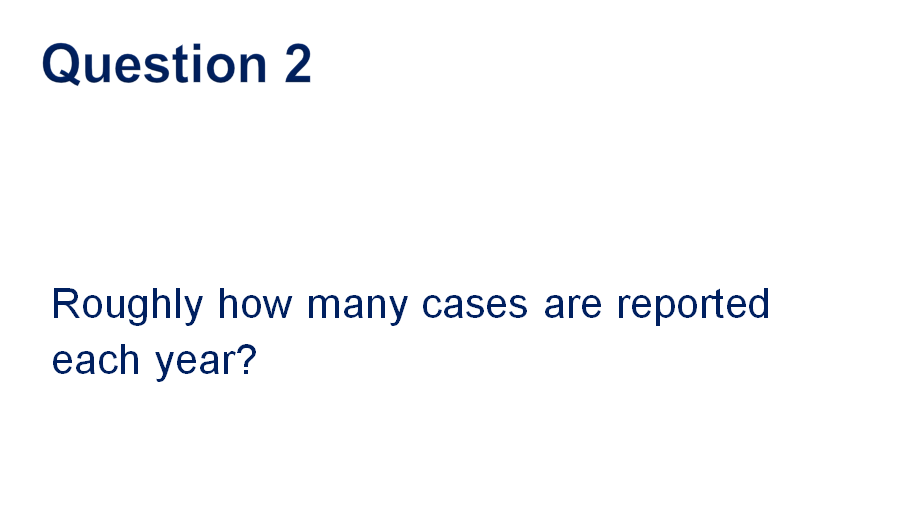 Question 2
Roughly how many cases are reported
each year?